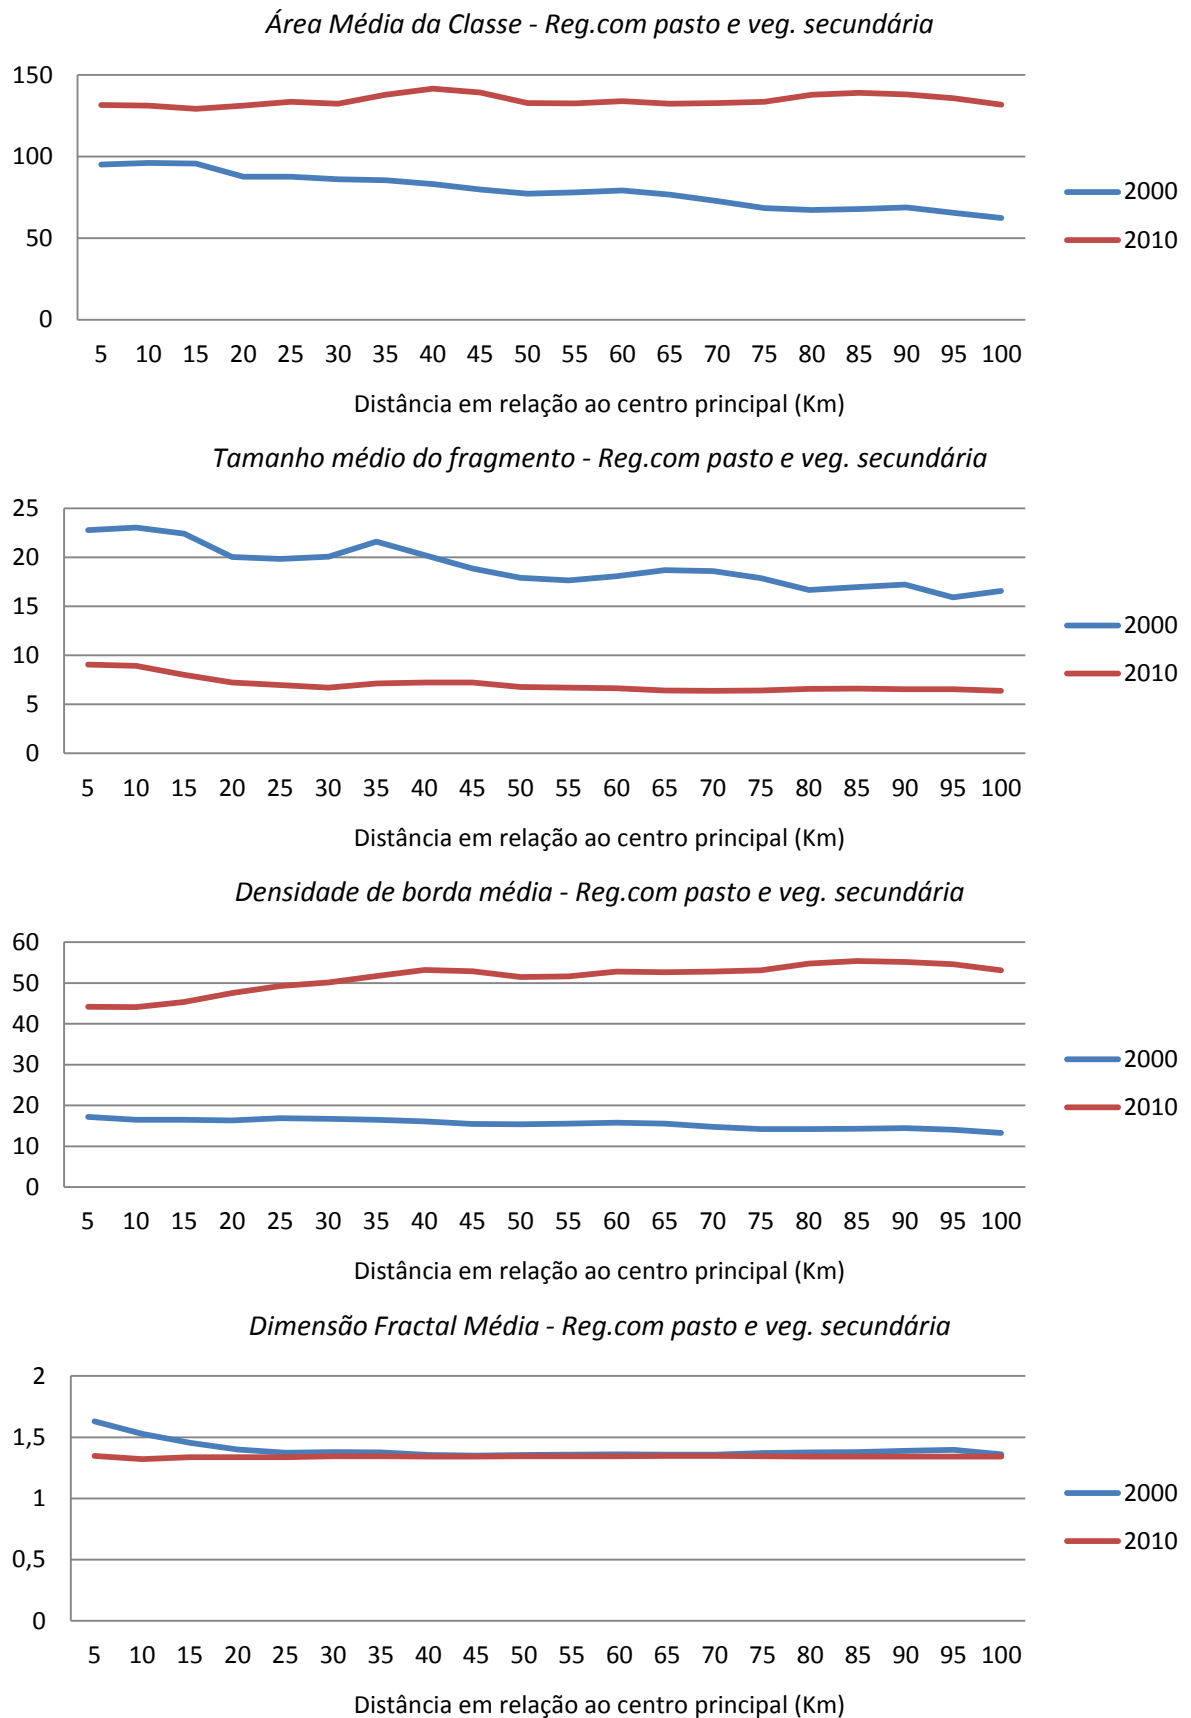 Área Média da Classe - Reg.com pasto e veg. secundária
150
100
50
0
2000
2010
5 10 15 20 25 30 35 40 45 50 55 60 65 70 75 80 85 90 95 100
Distância em relação ao centro principal (Km)
Tamanho médio do fragmento - Reg.com pasto e veg. secundária
25
20
15
10
5
0
2000
2010
5 10 15 20 25 30 35 40 45 50 55 60 65 70 75 80 85 90 95 100
Distância em relação ao centro principal (Km)
Densidade de borda média - Reg.com pasto e veg. secundária
60
50
40
30
20
10
0
2000
2010
5 10 15 20 25 30 35 40 45 50 55 60 65 70 75 80 85 90 95 100
Distância em relação ao centro principal (Km)
Dimensão Fractal Média - Reg.com pasto e veg. secundária
2
1,5
1
0,5
0
2000
2010
5 10 15 20 25 30 35 40 45 50 55 60 65 70 75 80 85 90 95 100
Distância em relação ao centro principal (Km)